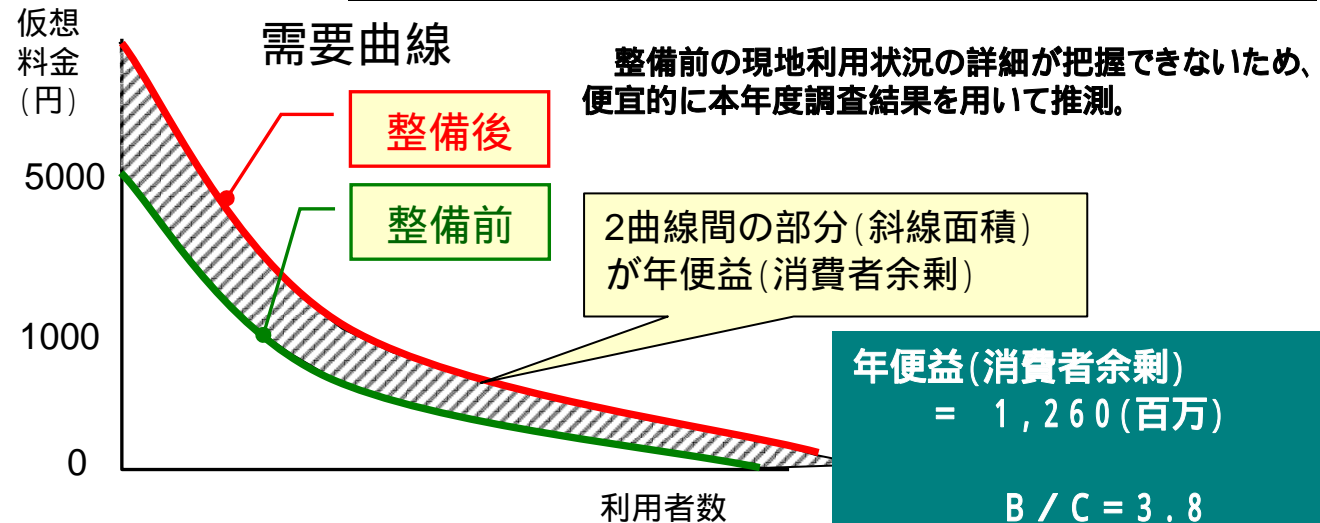 仮想
料金
(円)
需要曲線
整備前の現地利用状況の詳細が把握できないため、
便宜的に本年度調査結果を用いて推測。
整備後
5000
整備前
2曲線間の部分(斜線面積)
が年便益(消費者余剰)
1000
年便益(消費者余剰)
= 1,260(百万)
0
利用者数
B/C=3.8